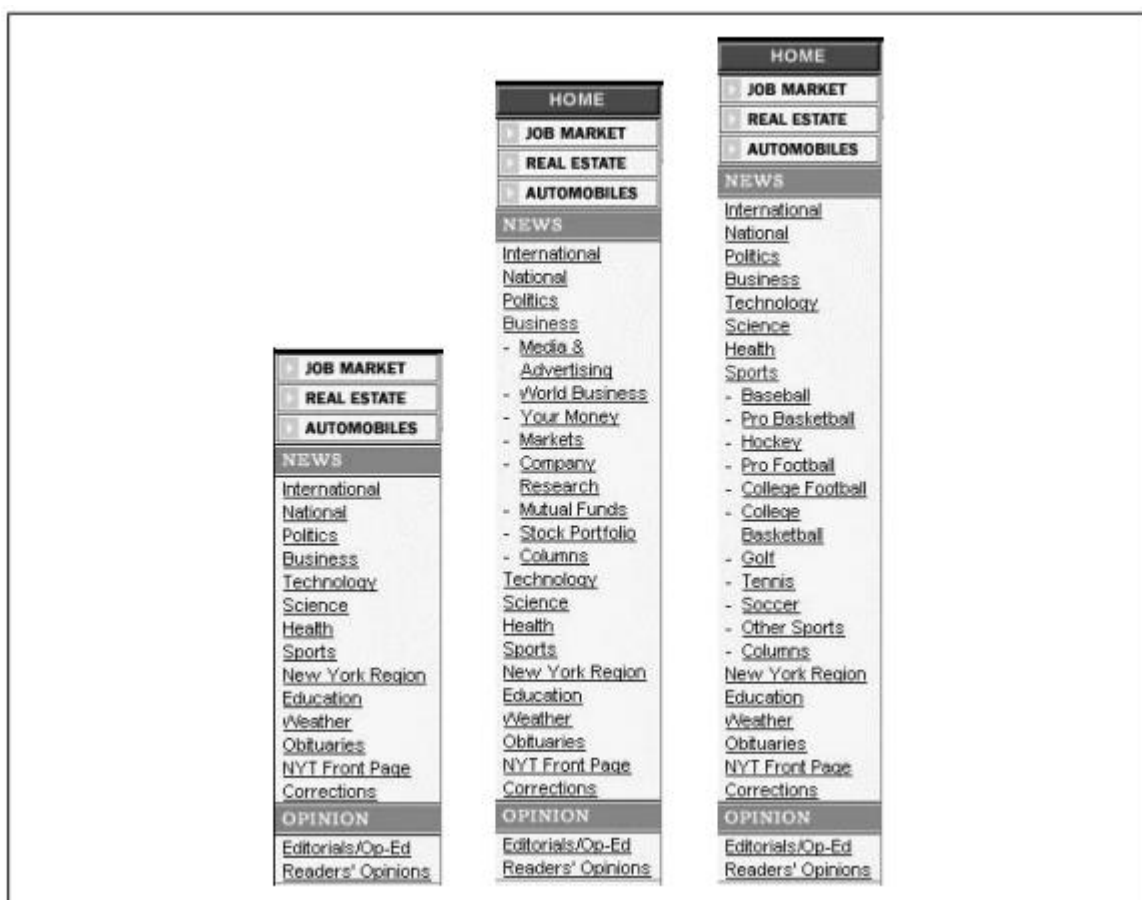 JOB MARKET
REAL ESTATE
AUTOMOBILES
NEWS
International
National
Politics
Business
Technology
Science
Health
Sports
New York Region
Education
Weather
Obituaries
NYT Front Page
Corrections
OPINION
Editorials/Op-Ed
Readers' Opinions
HOME
JOB MARKET
REAL ESTATE
AUTOMOBILES
NEWS
International
National
Politics
Business
- Media &
Advertising
- World Business
- Your Money
- Markets
- Company
Research
- Mutual Funds
- Stock Portfolio
- Columns
Technology
Science
Health
Sports
New York Region
Education
Weather
Obituaries
NYT Front Page
Corrections
OPINION
Editorials/Op-Ed
Readers' Opinions
HOME
JOB MARKET
REAL ESTATE
AUTOMOBILES
NEWS
International
National
Politics
Business
Technology
Science
Health
Sports
- Baseball
- Pro Basketball
- Hockey
- Pro Football
- College Football
- College
Basketball
- Golf
- Tennis
- Soccer
- Other Sports
- Columns
New York Region
Education
Weather
Obituaries
NYT Front Page
Corrections
OPINION
Editorials/Op-Ed
Readers' Opinions